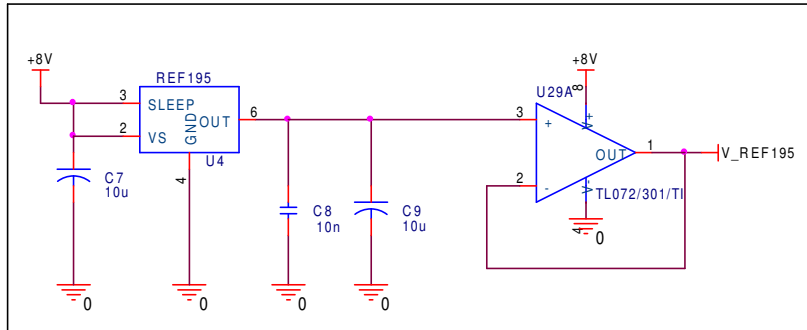 +8V
REF195
3
SLEEP
2
VS
GND
OUT
6
U4
4
C7
10u
0
0
C8
10n
0
C9
10u
0
+8V
U29A
8
V+
3
+
2
-
OUT
1
V-
4
TL072/301/TI
0
V_REF195